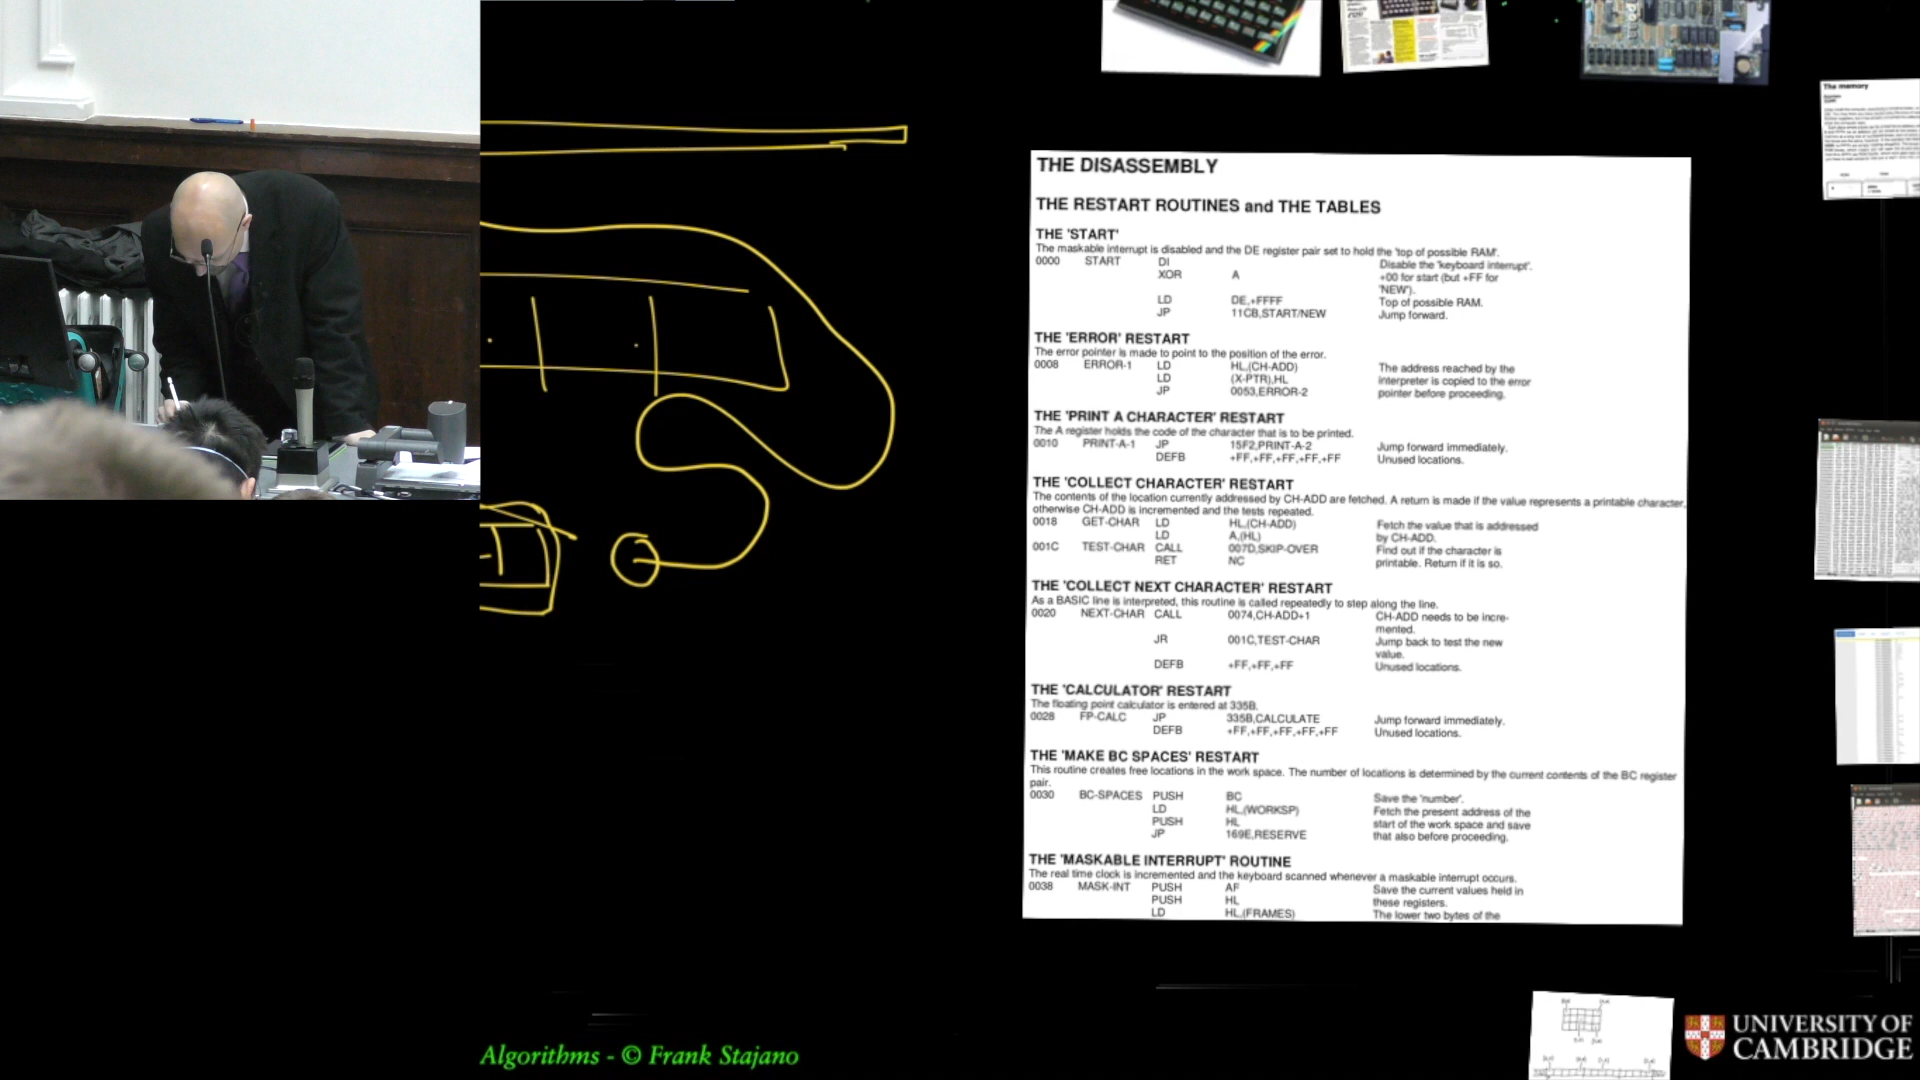 The memory
THE DISASSEMBLY
THE RESTART ROUTINES and THE TABLES
THE 'START'
The maskable interrupt is disabled and the DE register pair set to hold the 'top of possible RAM'.
0000 START DI Disable the 'keyboard interrupt'.
XOR A +00 for start (but +FF for
'NEW').
LD DE,+FFFF Top of possible RAM.
JP 11CB,START/NEW Jump forward.
THE 'ERROR' RESTART
The error pointer is made to point to the position of the error.
0008 ERROR-1 LD HL,(CH-ADD) The address reached by the
LD (X-PTR),HL interpreter is copied to the error
JP 0053,ERROR-2 pointer before proceeding.
THE 'PRINT A CHARACTER' RESTART
The A register holds the code of the character that is to be printed.
0010 PRINT-A-1 JP 15F2,PRINT-A-2 Jump forward immediately.
DEFB +FF,+FF,+FF,+FF,+FF Unused locations.
THE 'COLLECT CHARACTER' RESTART
The contents of the location currently addressed by CH-ADD are fetched. A return is made if the value represents a printable character,
otherwise CH-ADD is incremented and the tests repeated.
0018 GET-CHAR LD HL,(CH-ADD) Fetch the value that is addressed
LD A,(HL) by CH-ADD.
001C TEST-CHAR CALL 007D,SKIP-OVER Find out if the character is
RET NC printable. Return if it is so.
THE 'COLLECT NEXT CHARACTER' RESTART
As a BASIC line is interpreted, this routine is called repeatedly to step along the line.
0020 NEXT-CHAR CALL 0074,CH-ADD+1 CH-ADD needs to be incre-
mented.
JR 001C,TEST-CHAR Jump back to test the new
value.
DEFB +FF,+FF,+FF Unused locations.
THE 'CALCULATOR' RESTART
The floating point calculator is entered at 335B.
0028 FP-CALC JP 335B,CALCULATE Jump forward immediately.
DEFB +FF,+FF,+FF,+FF,+FF Unused locations.
THE 'MAKE BC SPACES' RESTART
This routine creates free locations in the work space. The number of locations is determined by the current contents of the BC register
pair.
0030 BC-SPACES PUSH BC Save the 'number'.
LD HL,(WORKSP) Fetch the present address of the
PUSH HL start of the work space and save
JP 169E,RESERVE that also before proceeding.
THE 'MASKABLE INTERRUPT' ROUTINE
The real time clock is incremented and the keyboard scanned whenever a maskable interrupt occurs.
0038 MASK-INT PUSH AF Save the current values held in
PUSH HL these registers.
LD HL,(FRAMES) The lower two bytes of the
Algorithms - © Frank Stajano
UNIVERSITY OF
CAMBRIDGE